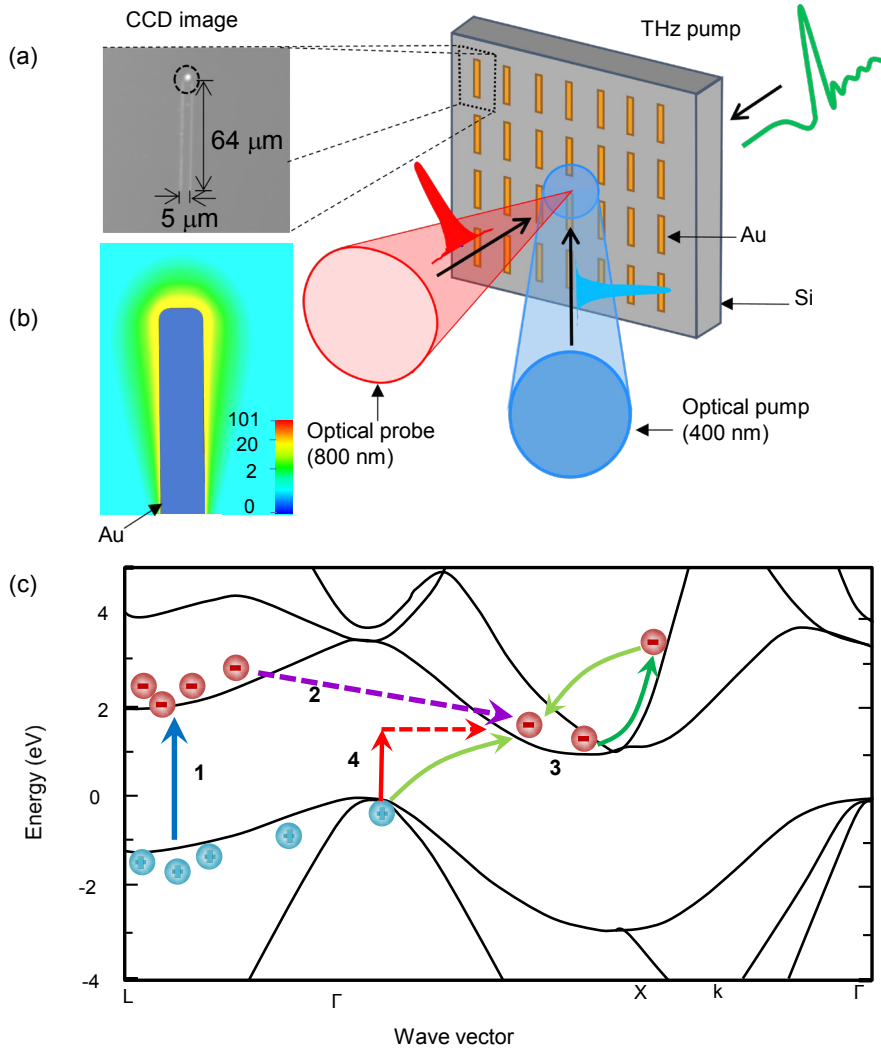 CCD image
(a)
THz pump
64 μm
5 μm
Au
Si
(b)
101
20
2
0
Au
Optical probe
(800 nm)
Optical pump
(400 nm)
(c)
Energy (eV)
4
2
0
-2
-4
1
2
3
4
L
Γ
X
k
Γ
Wave vector